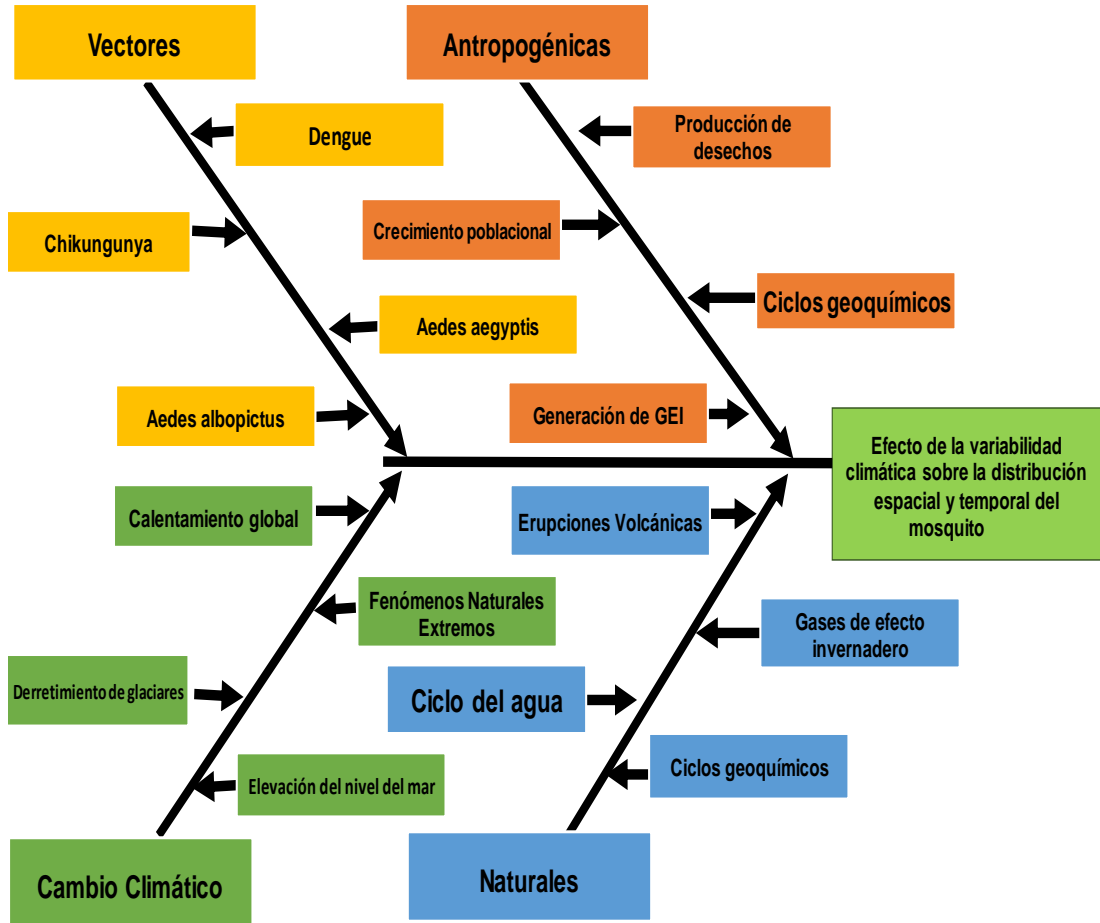 Vectores
Antropogénicas
Dengue
Producción de
desechos
Chikungunya
Crecimiento poblacional
Ciclos geoquímicos
Aedes aegyptis
Aedes albopictus
Generación de GEI
Efecto de la variabilidad
climática sobre la distribución
espacial y temporal del
mosquito
Calentamiento global
Erupciones Volcánicas
Fenómenos Naturales
Extremos
Gases de efecto
invernadero
Derretimiento de glaciares
Ciclo del agua
Elevación del nivel del mar
Ciclos geoquímicos
Cambio Climático
Naturales